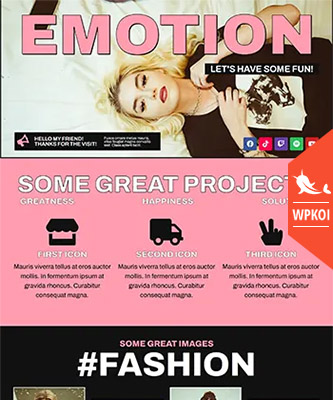 EMOTION
LET'S HAVE SOME FUN!
HELLO MY FRIEND!
THANKS FOR THE VISIT!
SOME GREAT PROJECT
GREATNESS
HAPPINESS
SOLU
WPKOI
FIRST ICON
SECOND ICON
THIRD ICON
Mauris viverra tellus at eros auctor
mollis. In fermentum ipsum at
gravida rhoncus. Curabitur
consequat magna.
Mauris viverra tellus at eros auctor
mollis. In fermentum ipsum at
gravida rhoncus. Curabitur
consequat magna.
Mauris viverra tellus at eros auctor
mollis. In fermentum ipsum at
gravida rhoncus. Curabitur
consequat magna.
SOME GREAT IMAGES
#FASHION